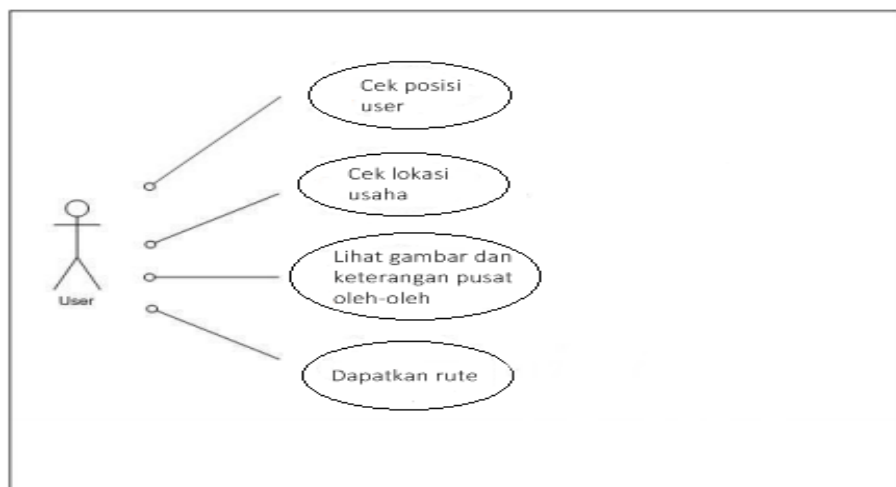 Cek posisi
user
Cek lokasi
usaha
Lihat gambar dan
keterangan pusat
oleh-oleh
User
Dapatkan rute